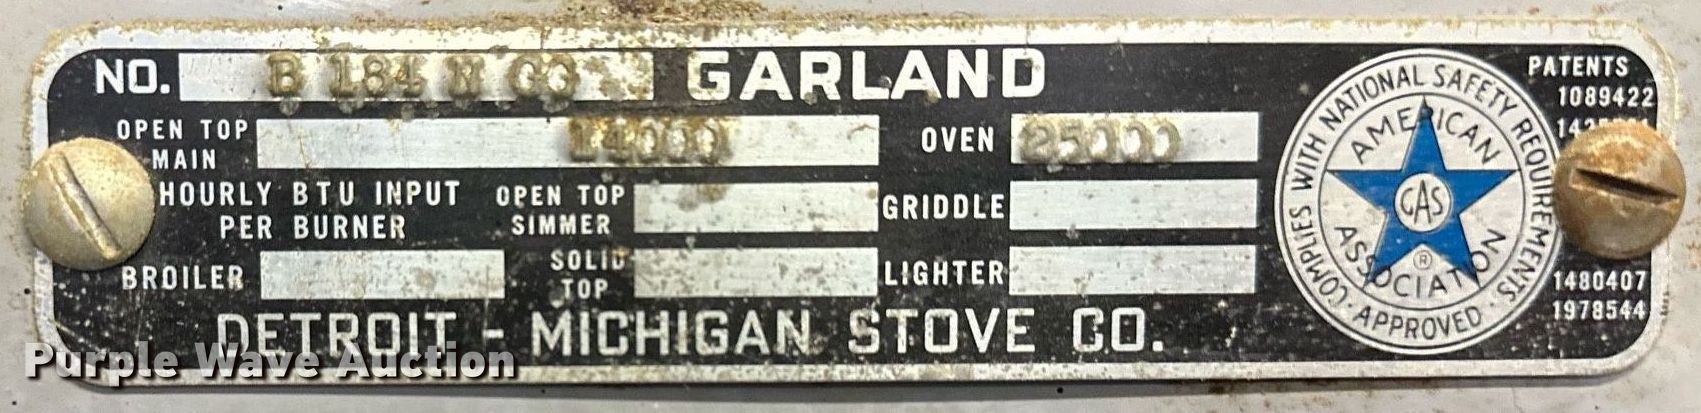 NO. B 184 N GARLAND
OPEN TOP MAIN 14000 OVEN 25000
HOURLY BTU INPUT PER BURNER
OPEN TOP SIMMER GRIDDLE
BROILER SOLID TOP LIGHTER
DETROIT - MICHIGAN STOVE CO.
COMPLIES WITH NATIONAL SAFETY REQUIREMENTS · APPROVED ·
AMERICAN
GAS
®
ASSOCIATION
PATENTS
1089422
1480407
1978544
Purple Wave Auction